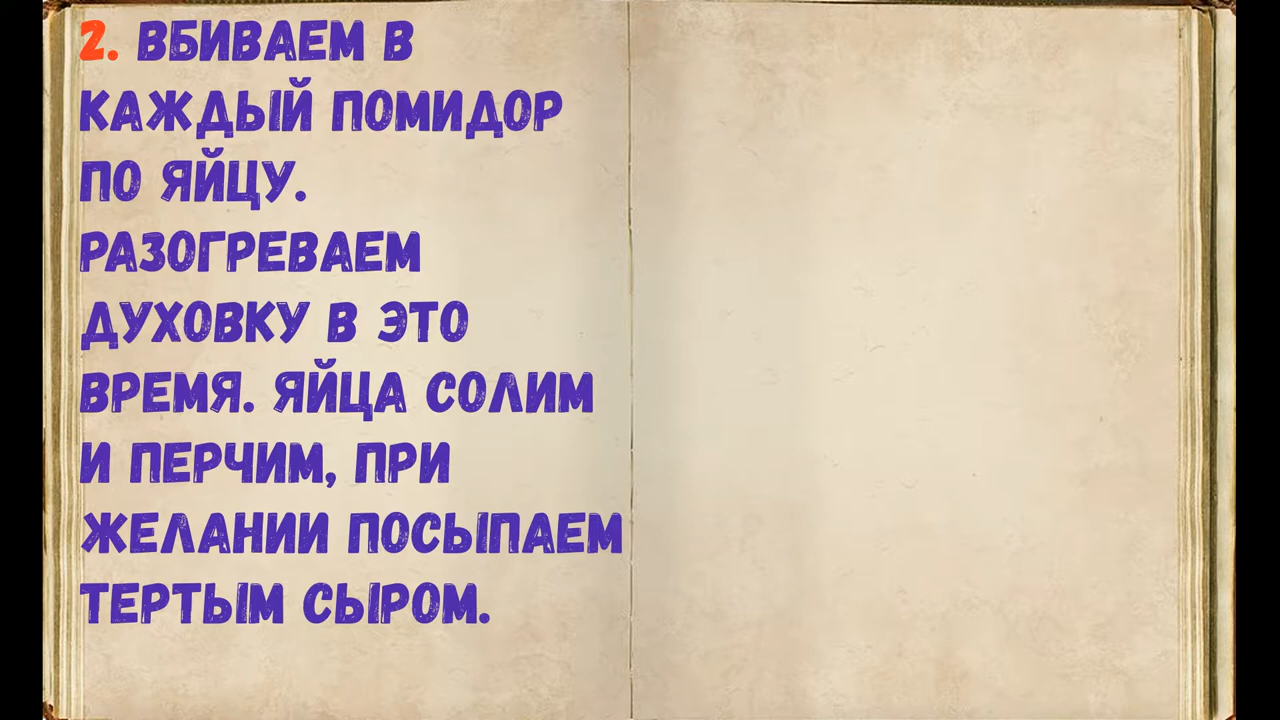 2. ВБИВАЕМ В
КАЖДЫЙ ПОМИДОР
ПО ЯЙЦУ.
РАЗОГРЕВАЕМ
ДУХОВКУ В ЭТО
ВРЕМЯ. ЯЙЦА СОЛИМ
И ПЕРЧИМ, ПРИ
ЖЕЛАНИИ ПОСЫПАЕМ
ТЕРТЫМ СЫРОМ.